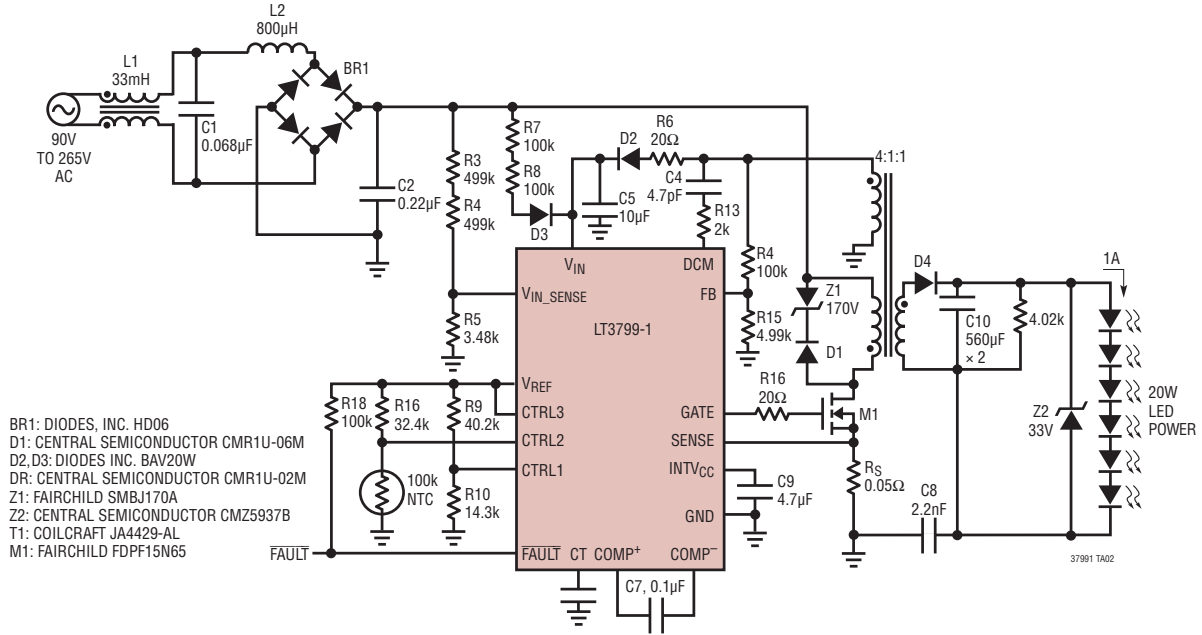 L2
800µH
L1
33mH
BR1
90V
TO 265V
AC
C1
0.068µF
C2
0.22µF
R3
499k
R4
499k
R5
3.48k
R7
100k
R8
100k
D3
D2
R6
20Ω
C5
10µF
C4
4.7pF
R13
2k
R4
100k
R15
4.99k
4:1:1
Z1
170V
D1
D4
C10
560µF
× 2
4.02k
1A
Z2
33V
20W
LED
POWER
VIN
DCM
VIN_SENSE
FB
LT3799-1
VREF
CTRL3
CTRL2
CTRL1
GATE
SENSE
INTVCC
GND
FAULT CT COMP+ COMP–
R18
100k
R16
32.4k
R9
40.2k
100k
NTC
R10
14.3k
FAULT
R16
20Ω
M1
RS
0.05Ω
C9
4.7µF
C8
2.2nF
C7, 0.1µF
BR1: DIODES, INC. HD06
D1: CENTRAL SEMICONDUCTOR CMR1U-06M
D2,D3: DIODES INC. BAV20W
DR: CENTRAL SEMICONDUCTOR CMR1U-02M
Z1: FAIRCHILD SMBJ170A
Z2: CENTRAL SEMICONDUCTOR CMZ5937B
T1: COILCRAFT JA4429-AL
M1: FAIRCHILD FDPF15N65
37991 TA02